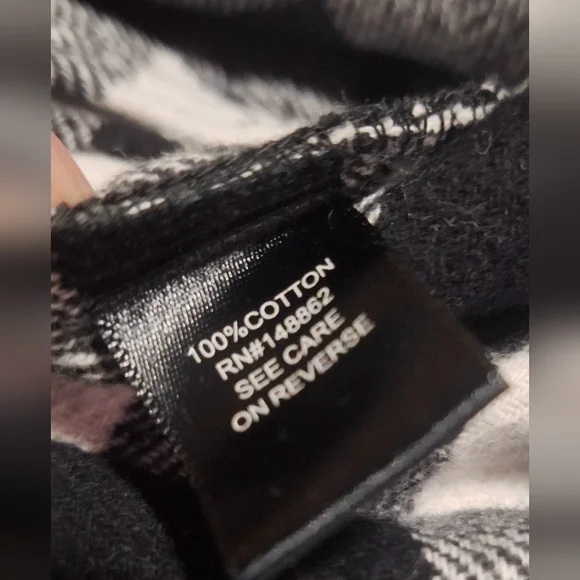 100%COTTON
RN#148862
SEE CARE
ON REVERSE